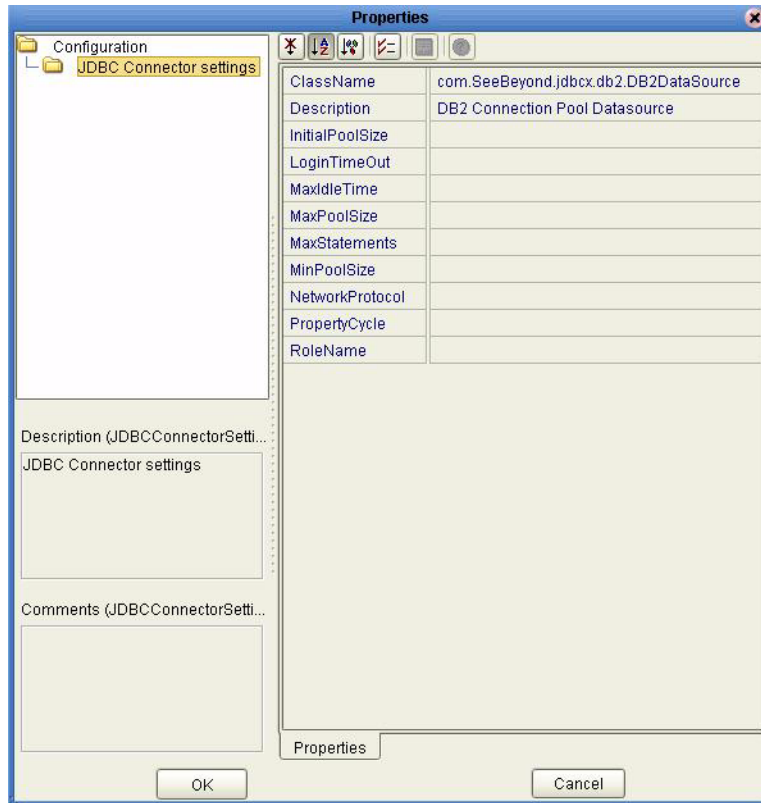 Properties
Configuration
JDBC Connector settings
ClassName com.SeeBeyond.jdbcx.db2.DB2DataSource
Description DB2 Connection Pool Datasource
InitialPoolSize
LoginTimeOut
MaxIdleTime
MaxPoolSize
MaxStatements
MinPoolSize
NetworkProtocol
PropertyCycle
RoleName
Description (JDBCConnectorSetti...
JDBC Connector settings
Comments (JDBCConnectorSetti...
Properties
OK
Cancel